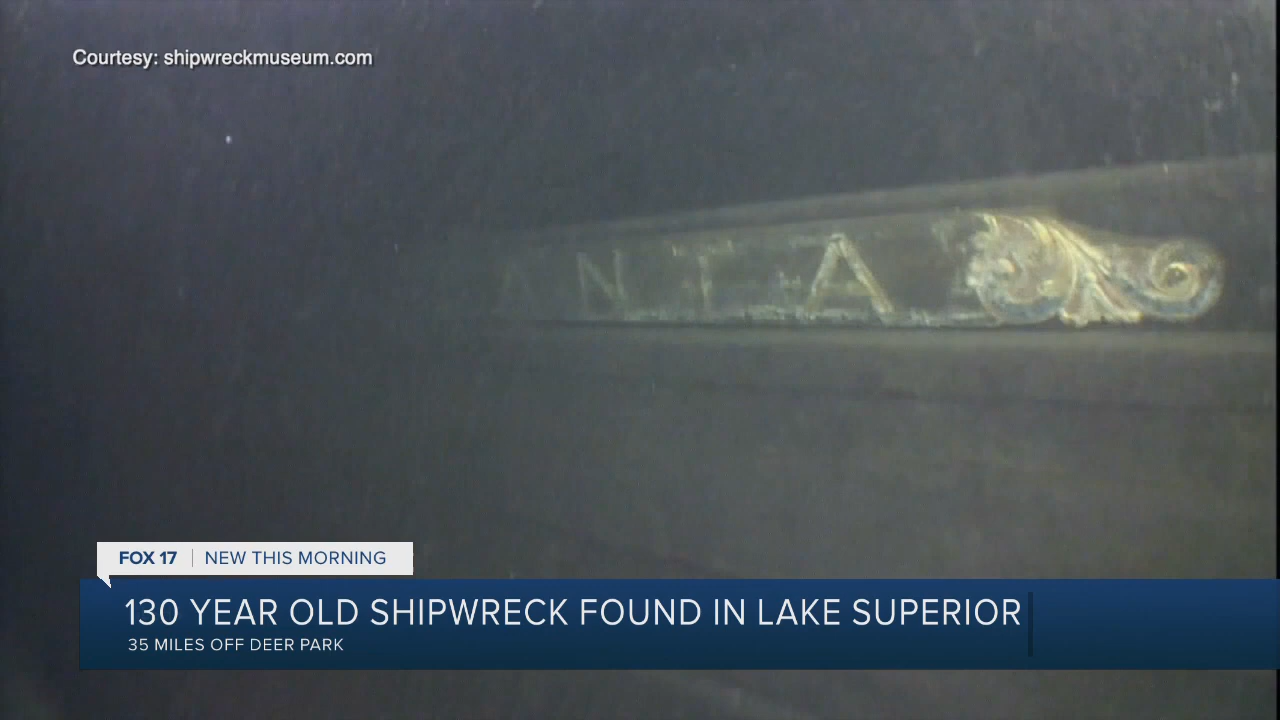 Courtesy: shipwreckmuseum.com
ANTA
FOX 17 | NEW THIS MORNING
130 YEAR OLD SHIPWRECK FOUND IN LAKE SUPERIOR
35 MILES OFF DEER PARK